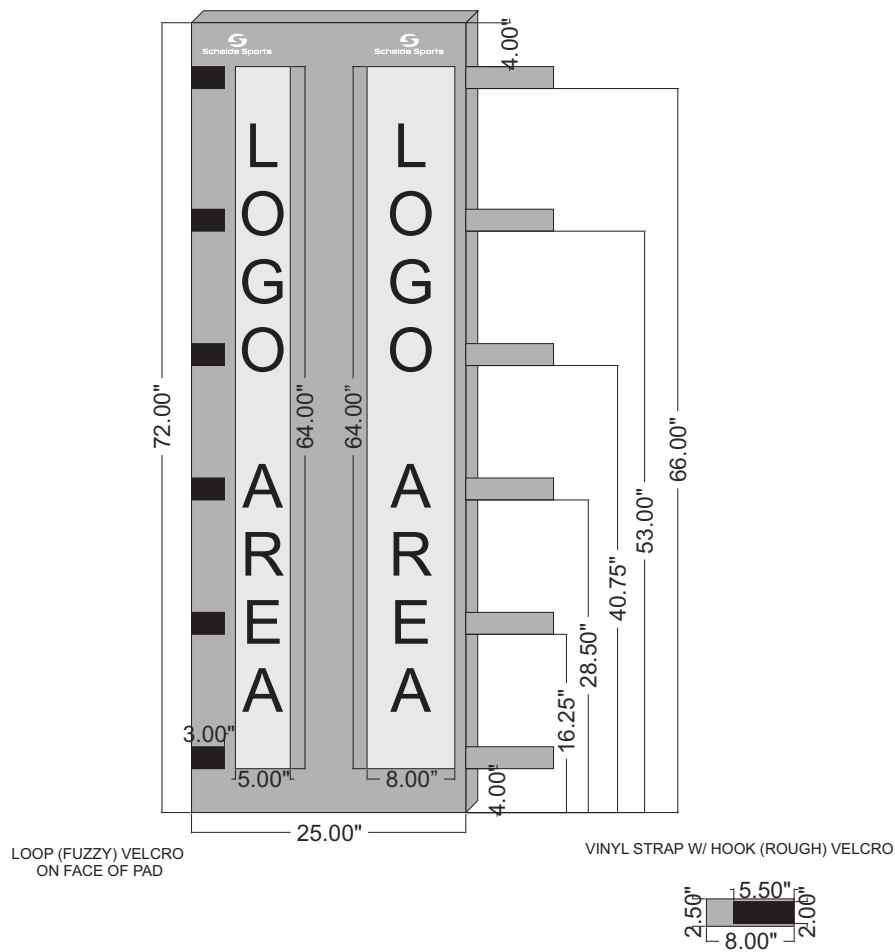 Schelde Sports
Schelde Sports
4.00"
LOGO AREA
LOGO AREA
72.00"
64.00"
64.00”
66.00"
53.00"
40.75"
28.50"
16.25"
3.00"
5.00"
8.00”
4.00"
25.00"
LOOP (FUZZY) VELCRO
ON FACE OF PAD
VINYL STRAP W/ HOOK (ROUGH) VELCRO
5.50"
2.50"
2.00"
8.00"